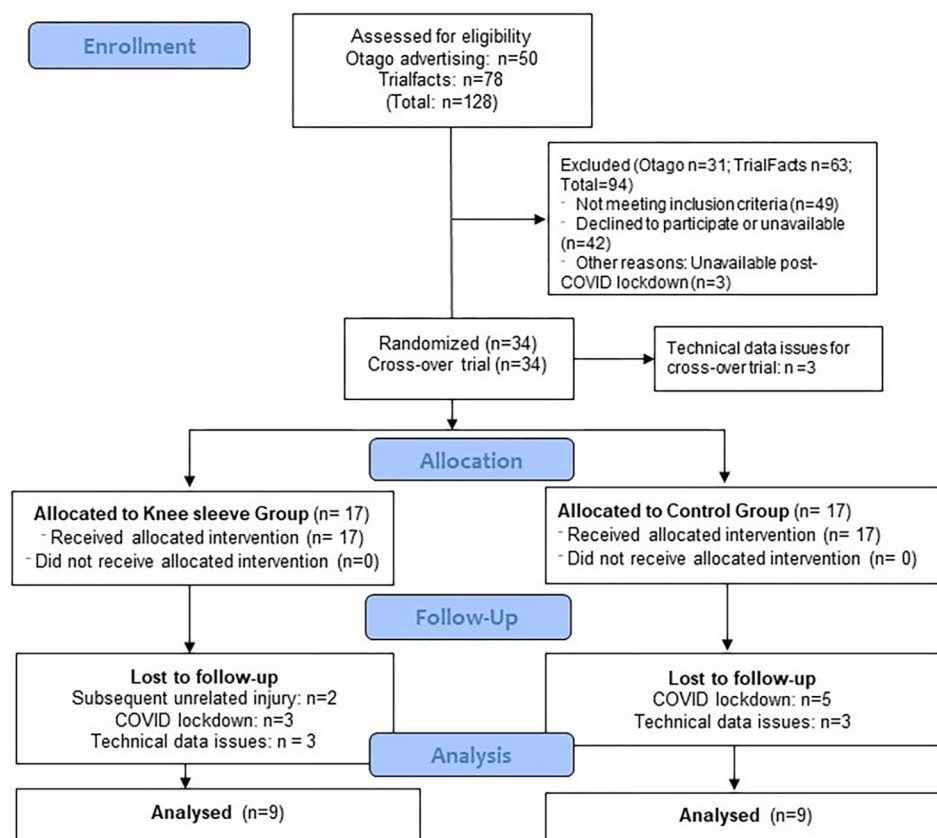 Enrollment
Assessed for eligibility
Otago advertising: n=50
Trialfacts: n=78
(Total: n=128)
Excluded (Otago n=31; TrialFacts n=63;
Total=94)
- Not meeting inclusion criteria (n=49)
- Declined to participate or unavailable
(n=42)
- Other reasons: Unavailable post-
COVID lockdown (n=3)
Randomized (n=34)
Cross-over trial (n=34)
Technical data issues for
cross-over trial: n =3
Allocation
Allocated to Knee sleeve Group (n= 17)
- Received allocated intervention (n= 17)
- Did not receive allocated intervention (n=0)
Allocated to Control Group (n= 17)
- Received allocated intervention (n= 17)
- Did not receive allocated intervention (n= 0)
Follow-Up
Lost to follow-up
Subsequent unrelated injury: n=2
COVID lockdown: n=3
Technical data issues: n = 3
Lost to follow-up
COVID lockdown: n=5
Technical data issues: n=3
Analysis
Analysed (n=9)
Analysed (n=9)